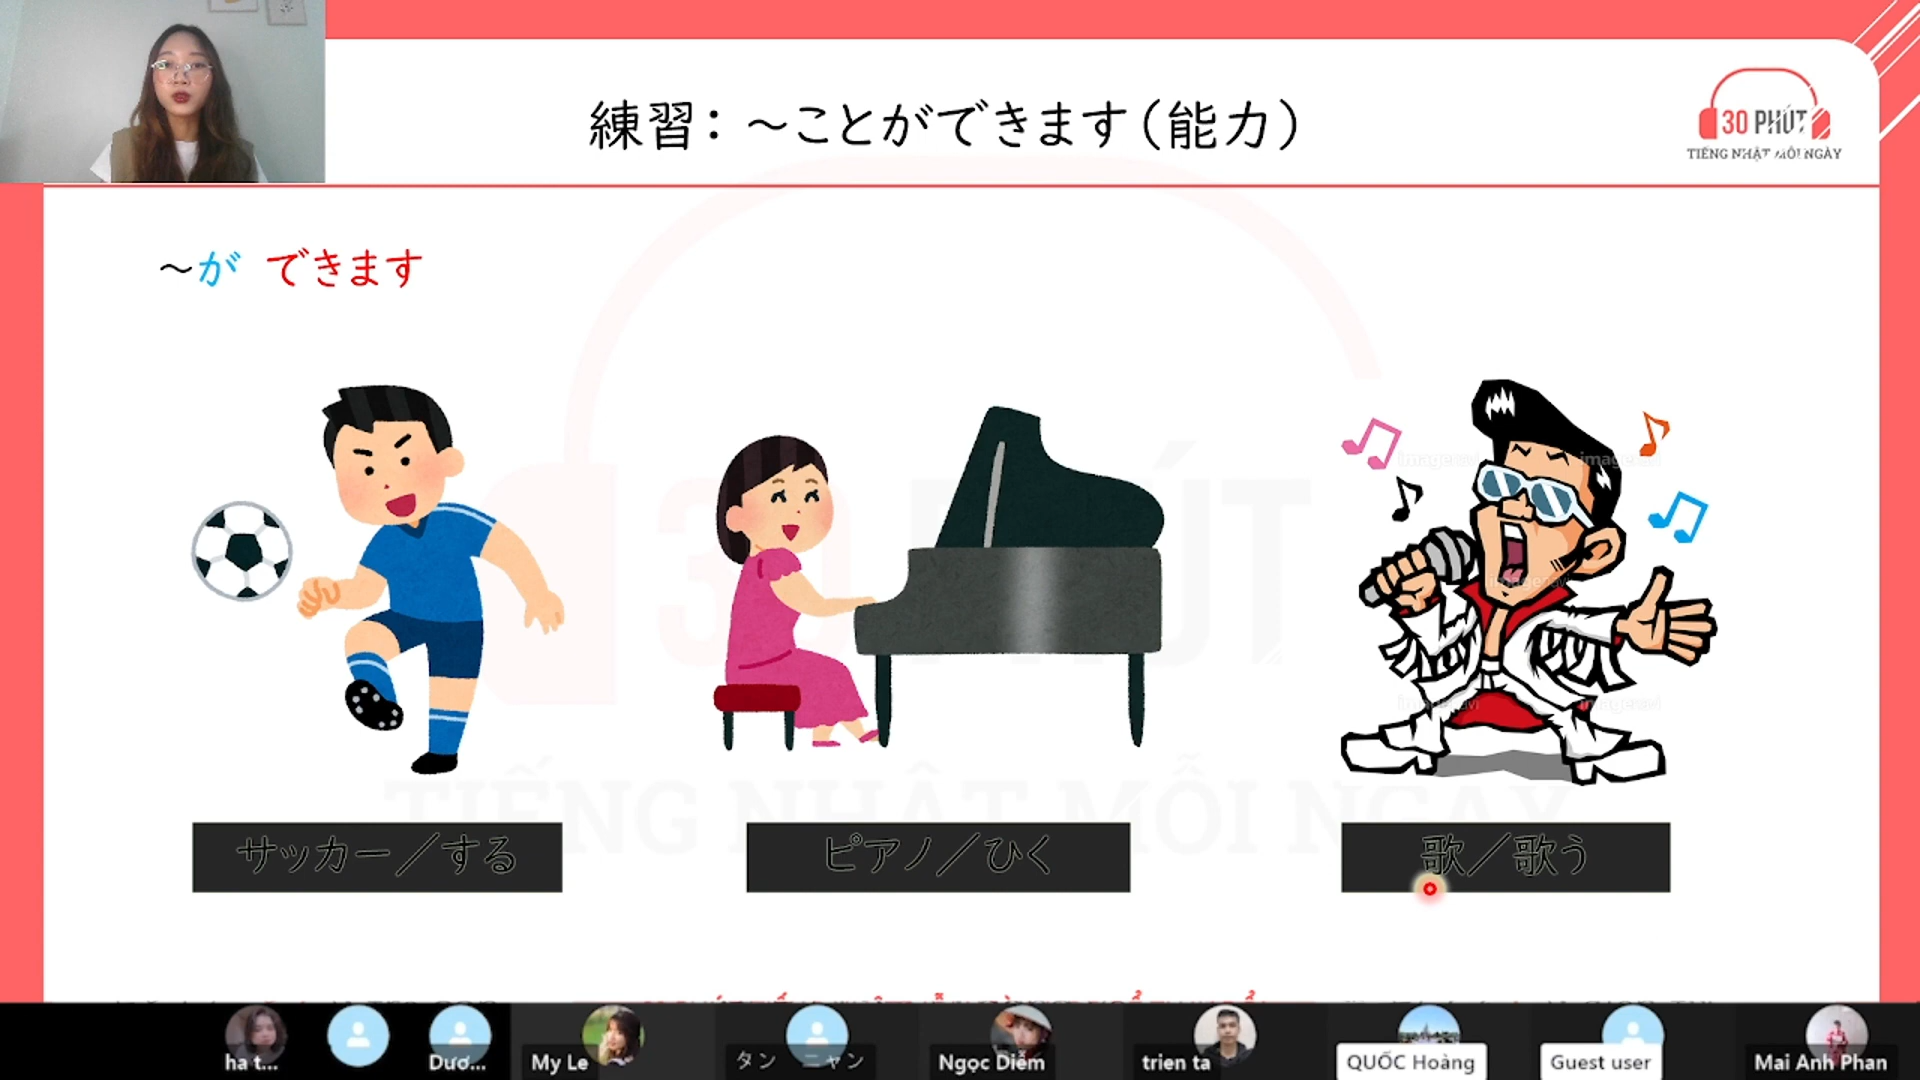 練習：～ことができます（能力）
30 PHÚT
TIẾNG NHẬT MỖI NGÀY
～が できます
30 PHÚT
TIẾNG NHẬT MỖI NGÀY
サッカー／する
ピアノ／ひく
歌／歌う
ha t...
Dươ...
My Le
タン ニャン
Ngọc Diễm
trien ta
QUỐC Hoàng
Guest user
Mai Anh Phan